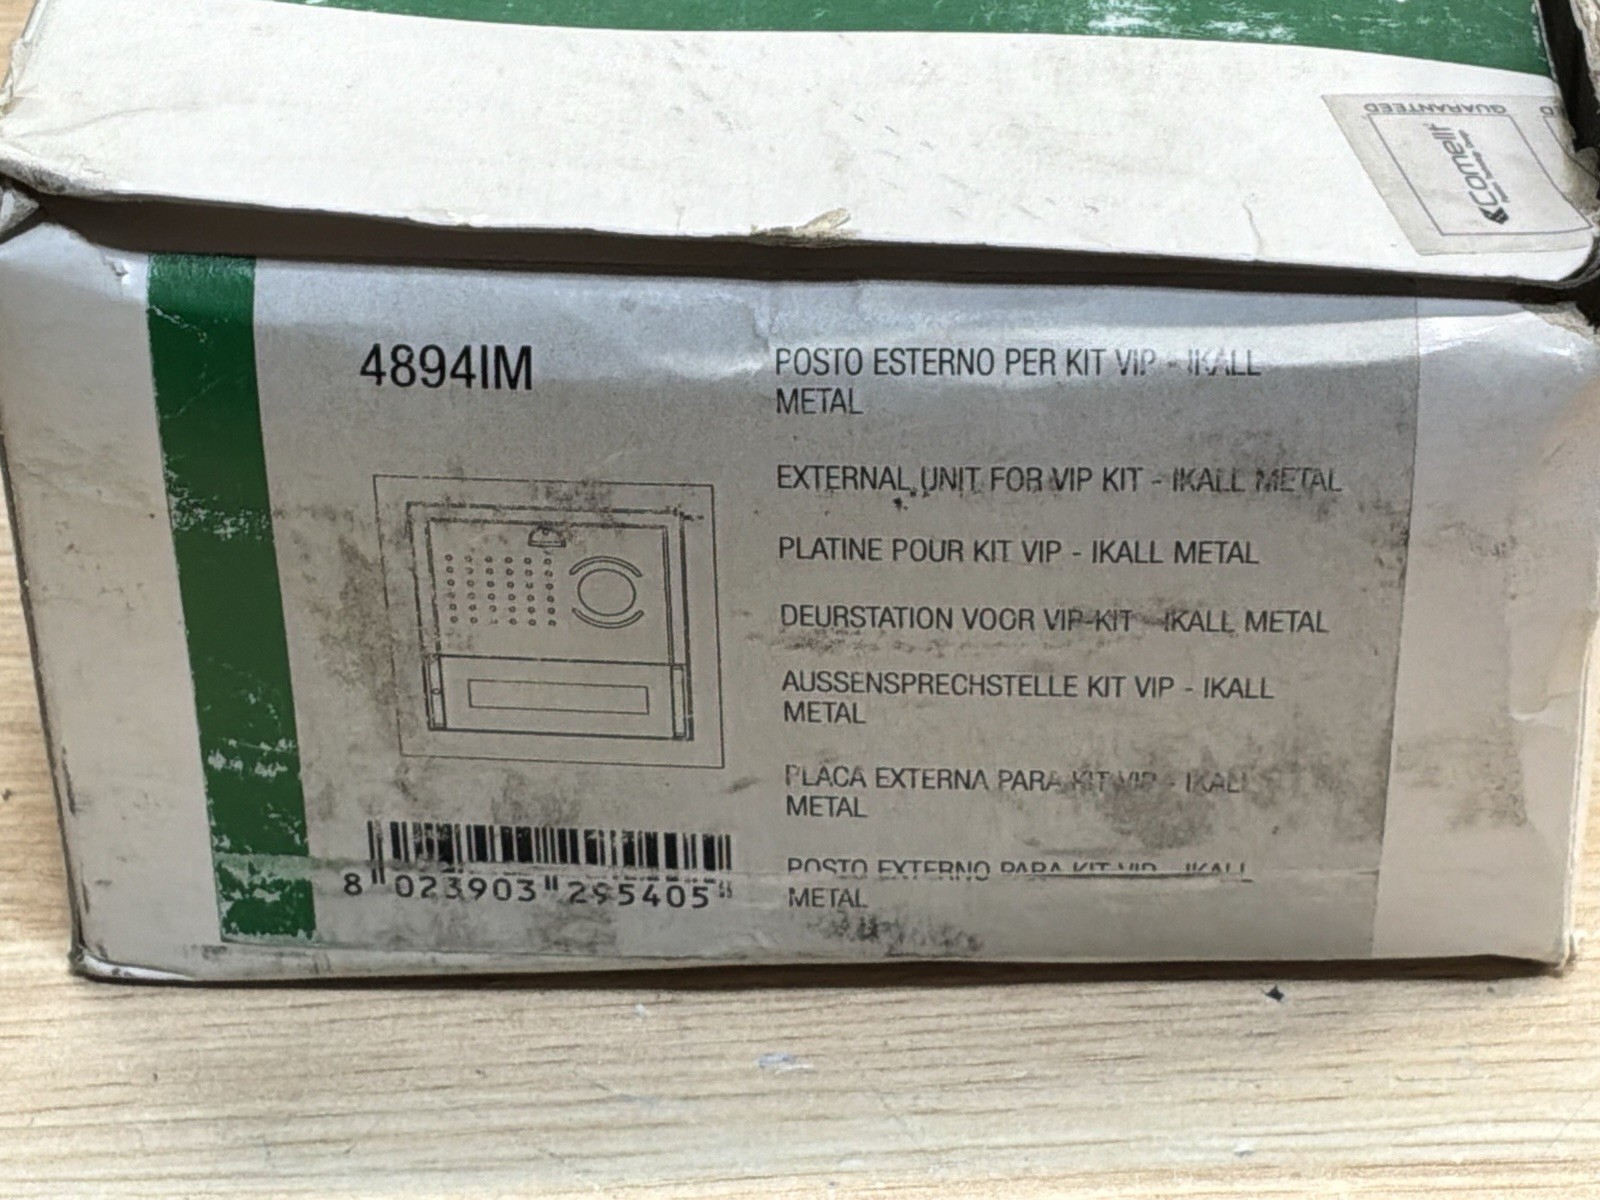 GUARANTEED
Comelit
4894IM
POSTO ESTERNO PER KIT VIP - IKALL
METAL
EXTERNAL UNIT FOR VIP KIT - IKALL METAL
PLATINE POUR KIT VIP - IKALL METAL
DEURSTATION VOOR VIP-KIT - IKALL METAL
AUSSENSPRECHSTELLE KIT VIP - IKALL
METAL
PLACA EXTERNA PARA KIT VIP - IKALL
METAL
POSTO EXTERNO PARA KIT VIP - IKALL
METAL
8 023903 295405